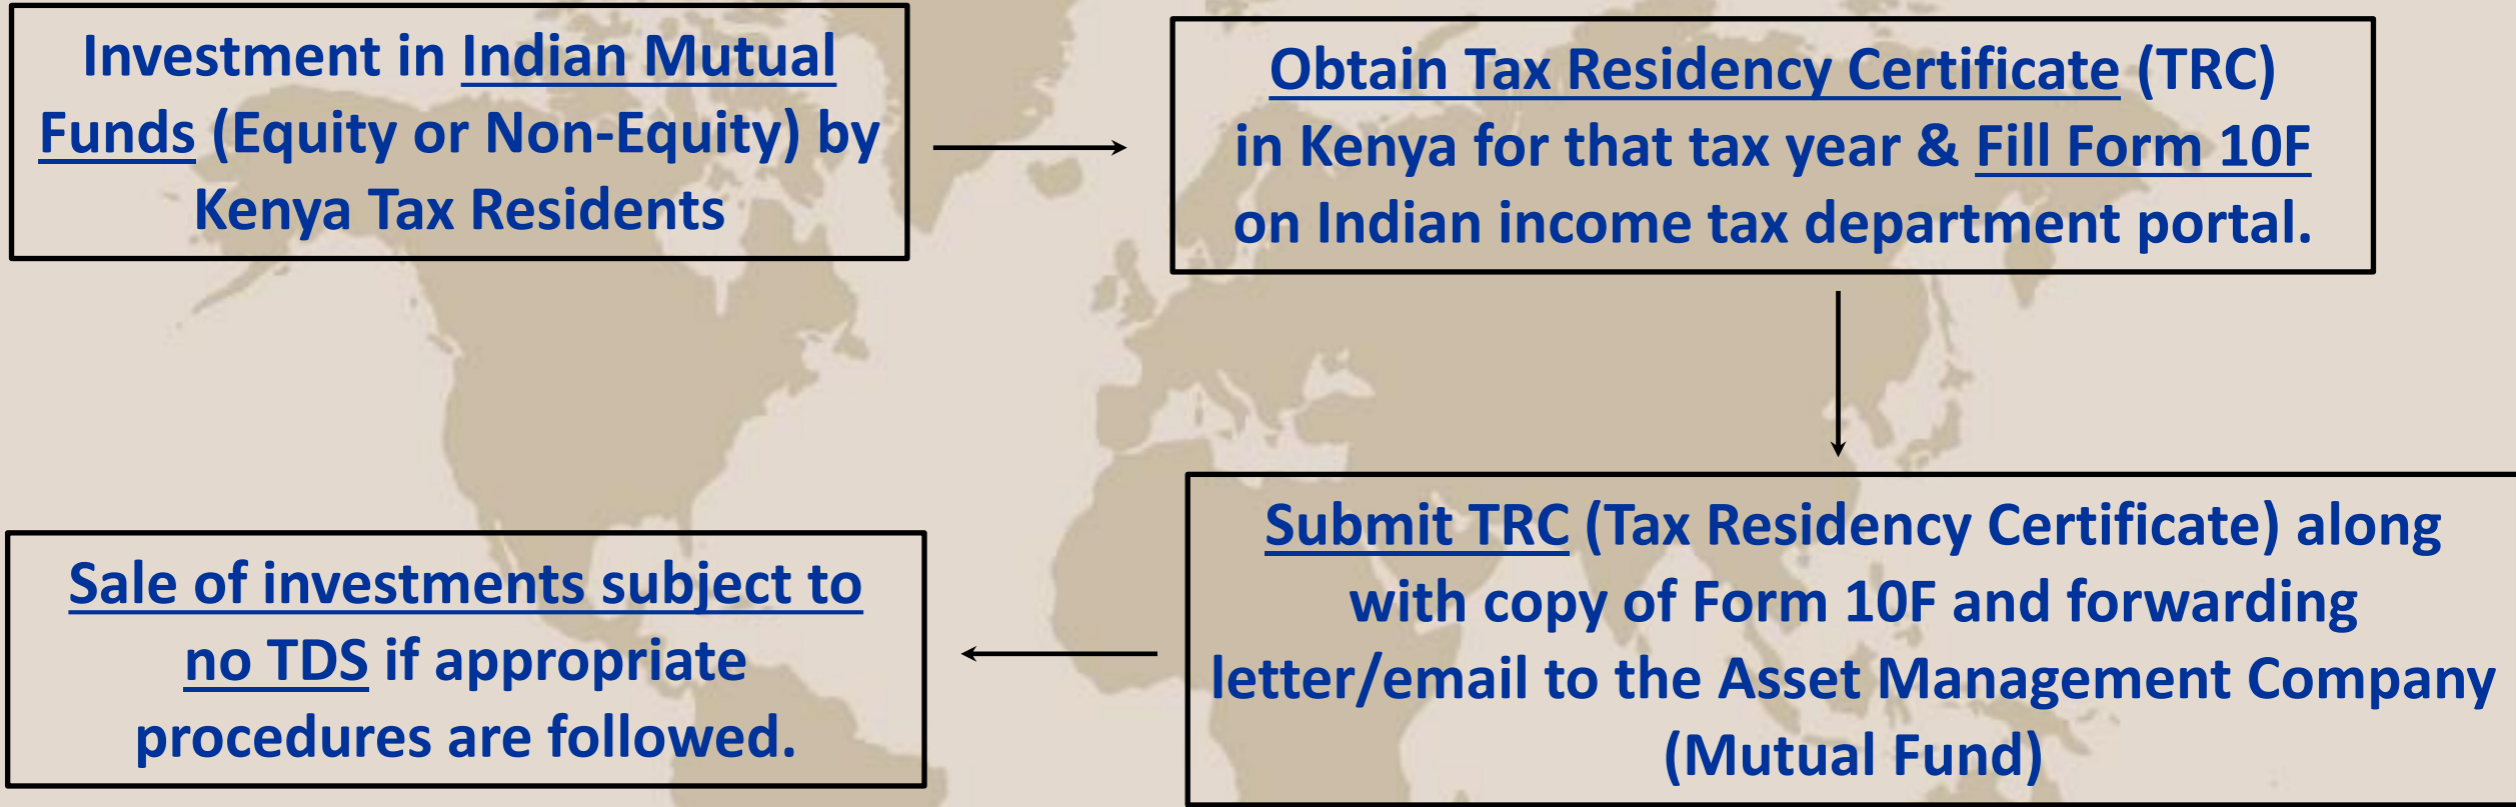 Investment in Indian Mutual
Funds (Equity or Non-Equity) by
Kenya Tax Residents
Obtain Tax Residency Certificate (TRC)
in Kenya for that tax year & Fill Form 10F
on Indian income tax department portal.
Submit TRC (Tax Residency Certificate) along
with copy of Form 10F and forwarding
letter/email to the Asset Management Company
(Mutual Fund)
Sale of investments subject to
no TDS if appropriate
procedures are followed.